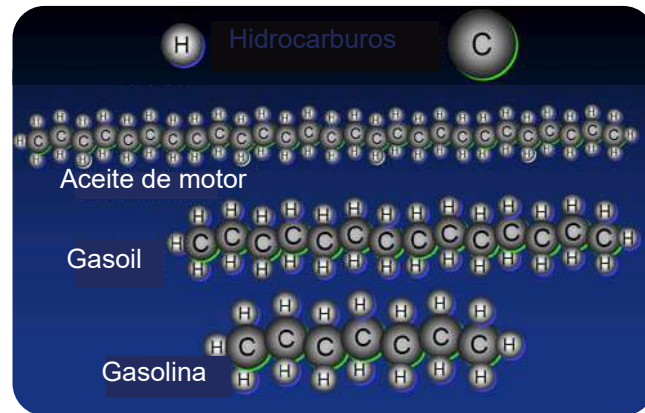 H Hidrocarburos C
H H H H H H H H H H H H H H H H H H H H H H H H H H H
H C C C C C C C C C C C C C C C C C C C C C C C C C C C H
H H H H H H H H H H H H H H H H H H H H H H H H H H H
Aceite de motor
H H H H H H H H H H H H H H
H C C C C C C C C C C C C C C H
H H H H H H H H H H H H H H
Gasoil
H H H H H H H
H C C C C C C C H
H H H H H H H
Gasolina